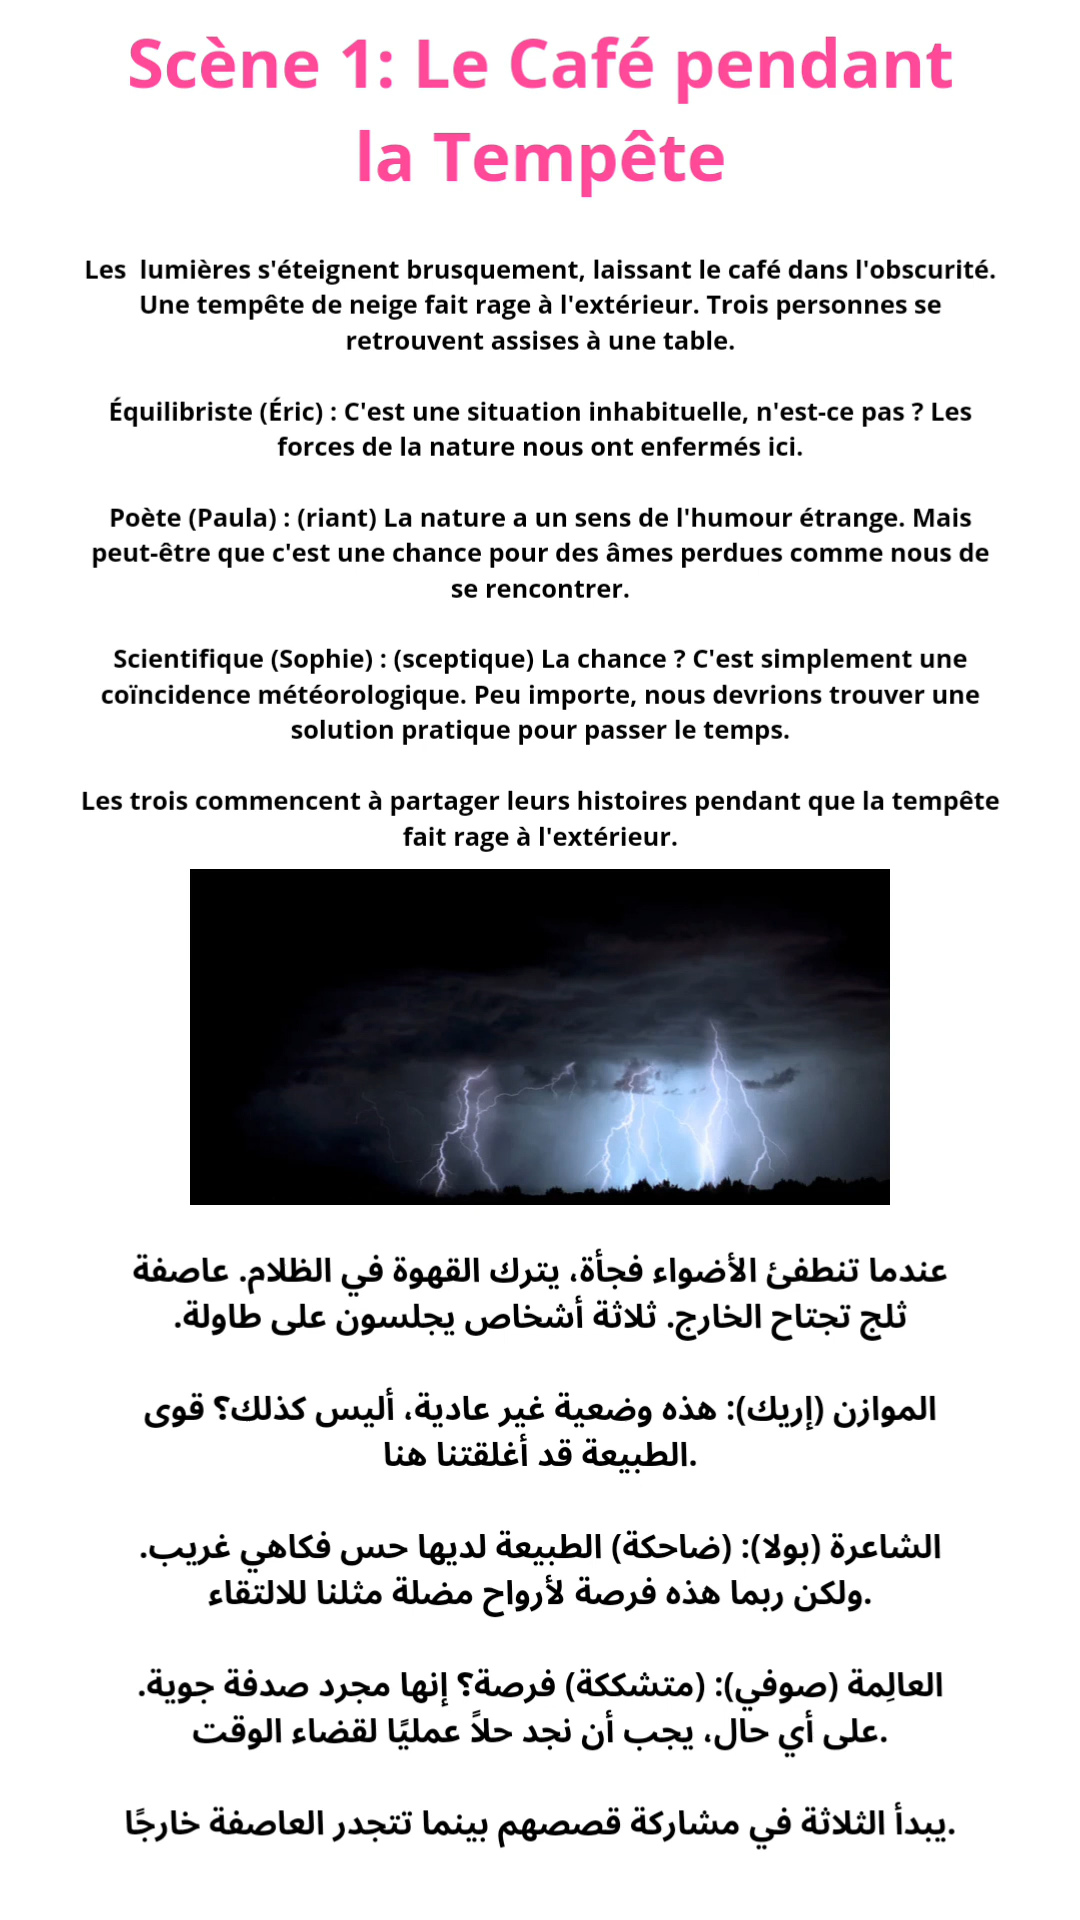 Scène 1: Le Café pendant
la Tempête
Les  lumières s'éteignent brusquement, laissant le café dans l'obscurité.
Une tempête de neige fait rage à l'extérieur. Trois personnes se
retrouvent assises à une table.
Équilibriste (Éric) : C'est une situation inhabituelle, n'est-ce pas ? Les
forces de la nature nous ont enfermés ici.
Poète (Paula) : (riant) La nature a un sens de l'humour étrange. Mais
peut-être que c'est une chance pour des âmes perdues comme nous de
se rencontrer.
Scientifique (Sophie) : (sceptique) La chance ? C'est simplement une
coïncidence météorologique. Peu importe, nous devrions trouver une
solution pratique pour passer le temps.
Les trois commencent à partager leurs histoires pendant que la tempête
fait rage à l'extérieur.
عندما تنطفئ الأضواء فجأة، يترك القهوة في الظلام. عاصفة
ثلج تجتاح الخارج. ثلاثة أشخاص يجلسون على طاولة.
الموازن (إريك): هذه وضعية غير عادية، أليس كذلك؟ قوى
الطبيعة قد أغلقتنا هنا.
الشاعرة (بولا): (ضاحكة) الطبيعة لديها حس فكاهي غريب.
ولكن ربما هذه فرصة لأرواح مضلة مثلنا للالتقاء.
العالِمة (صوفي): (متشككة) فرصة؟ إنها مجرد صدفة جوية.
على أي حال، يجب أن نجد حلاً عمليًا لقضاء الوقت.
يبدأ الثلاثة في مشاركة قصصهم بينما تتجدر العاصفة خارجًا.